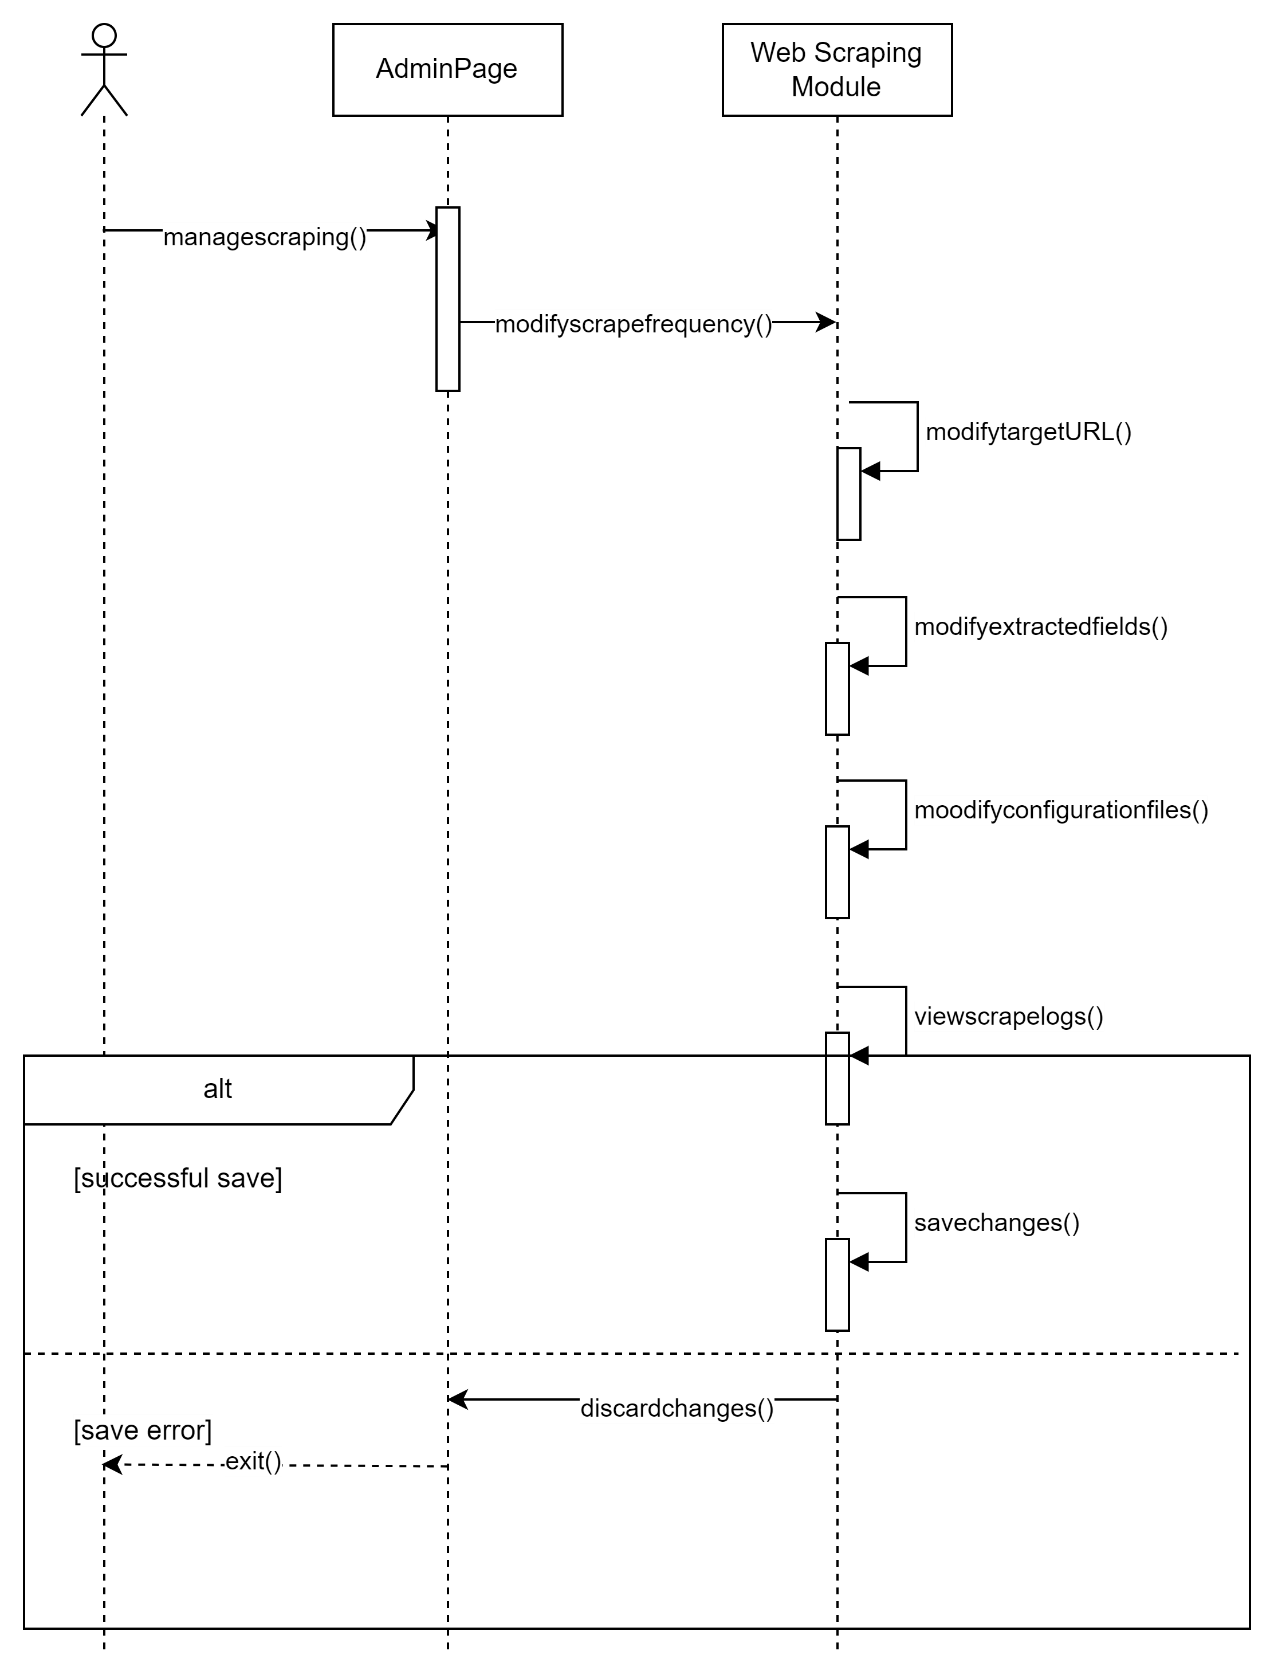 AdminPage
Web Scraping
Module
managescraping()
modifyscrapefrequency()
modifytargetURL()
modifyextractedfields()
moodifyconfigurationfiles()
viewscrapelogs()
alt
[successful save]
savechanges()
discardchanges()
[save error]
exit()